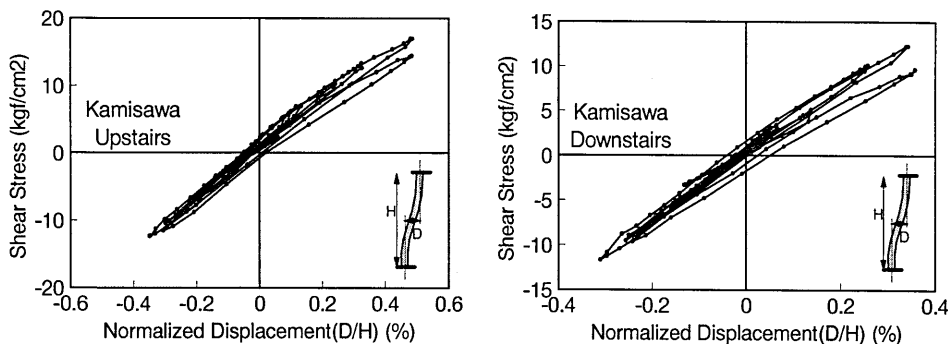 20
10
0
-10
-20
-0.6
-0.4
-0.2
0
0.2
0.4
0.6
Shear Stress (kgf/cm2)
Normalized Displacement(D/H) (%)
Kamisawa
Upstairs
H
D
15
10
5
0
-5
-10
-15
-0.4
-0.2
0
0.2
0.4
Shear Stress (kgf/cm2)
Normalized Displacement(D/H) (%)
Kamisawa
Downstairs
H
D